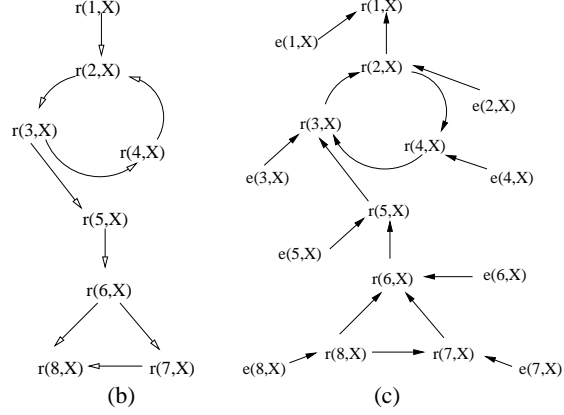 r(1,X)
r(2,X)
r(3,X)
r(4,X)
r(5,X)
r(6,X)
r(8,X)
r(7,X)
(b)
r(1,X)
e(1,X)
r(2,X)
e(2,X)
r(3,X)
r(4,X)
e(3,X)
e(4,X)
r(5,X)
e(5,X)
r(6,X)
e(6,X)
e(8,X)
r(8,X)
r(7,X)
e(7,X)
(c)